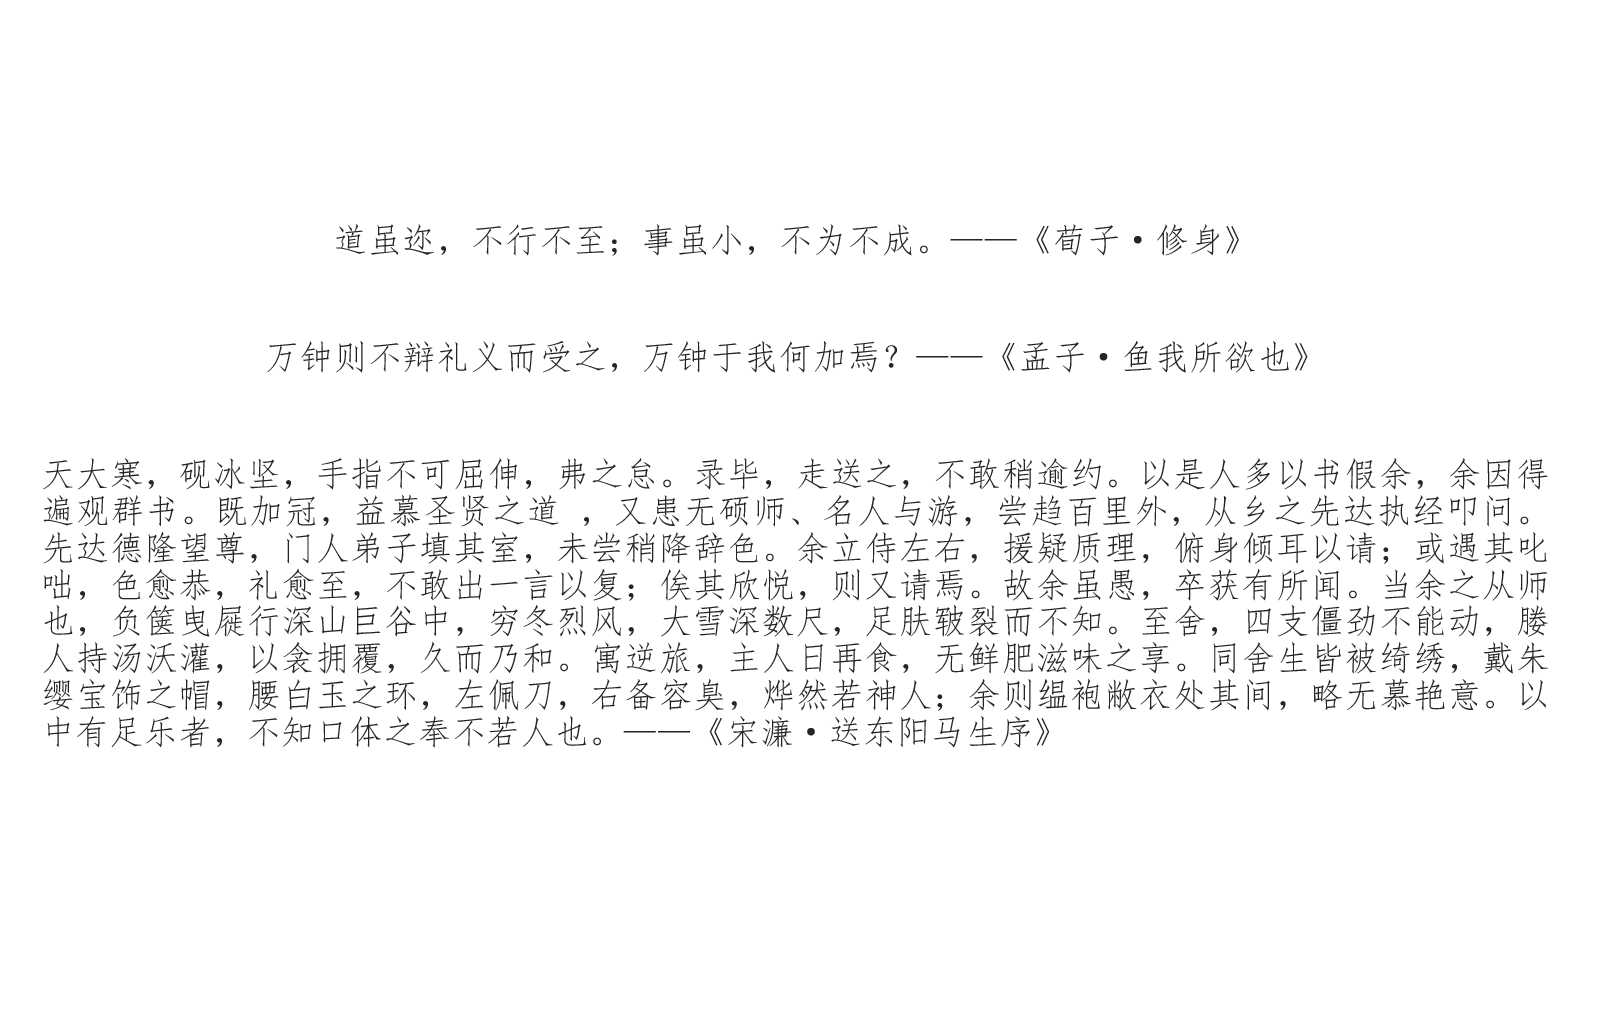 道虽迩，不行不至；事虽小，不为不成。——《荀子·修身》
万钟则不辩礼义而受之，万钟于我何加焉？——《孟子·鱼我所欲也》
天大寒，砚冰坚，手指不可屈伸，弗之怠。录毕，走送之，不敢稍逾约。以是人多以书假余，余因得
遍观群书。既加冠，益慕圣贤之道 ，又患无硕师、名人与游，尝趋百里外，从乡之先达执经叩问。
先达德隆望尊，门人弟子填其室，未尝稍降辞色。余立侍左右，援疑质理，俯身倾耳以请；或遇其叱
咄，色愈恭，礼愈至，不敢出一言以复；俟其欣悦，则又请焉。故余虽愚，卒获有所闻。当余之从师
也，负箧曳屣行深山巨谷中，穷冬烈风，大雪深数尺，足肤皲裂而不知。至舍，四支僵劲不能动，媵
人持汤沃灌，以衾拥覆，久而乃和。寓逆旅，主人日再食，无鲜肥滋味之享。同舍生皆被绮绣，戴朱
缨宝饰之帽，腰白玉之环，左佩刀，右备容臭，烨然若神人；余则缊袍敝衣处其间，略无慕艳意。以
中有足乐者，不知口体之奉不若人也。——《宋濂·送东阳马生序》